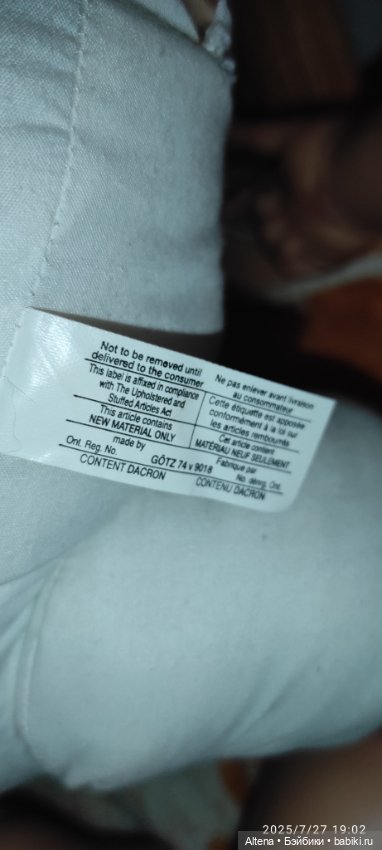 Not to be removed until
delivered to the consumer
This label is affixed in compliance
with The Upholstered and
Stuffed Articles Act
This article contains
NEW MATERIAL ONLY
made by
Ont. Reg. No.
GÖTZ 74 v 9018
CONTENT DACRON
Ne pas enlever avant livraison
au consommateur
Cette étiquette est apposée
conformément à la loi sur
les articles rembourrés
Cet article contient
MATÉRIAU NEUF SEULEMENT
Fabriqué par
No. d'enrg. Ont.
CONTENU DACRON
2025/7/27 19:02
Altena • Бэйбики • babiki.ru